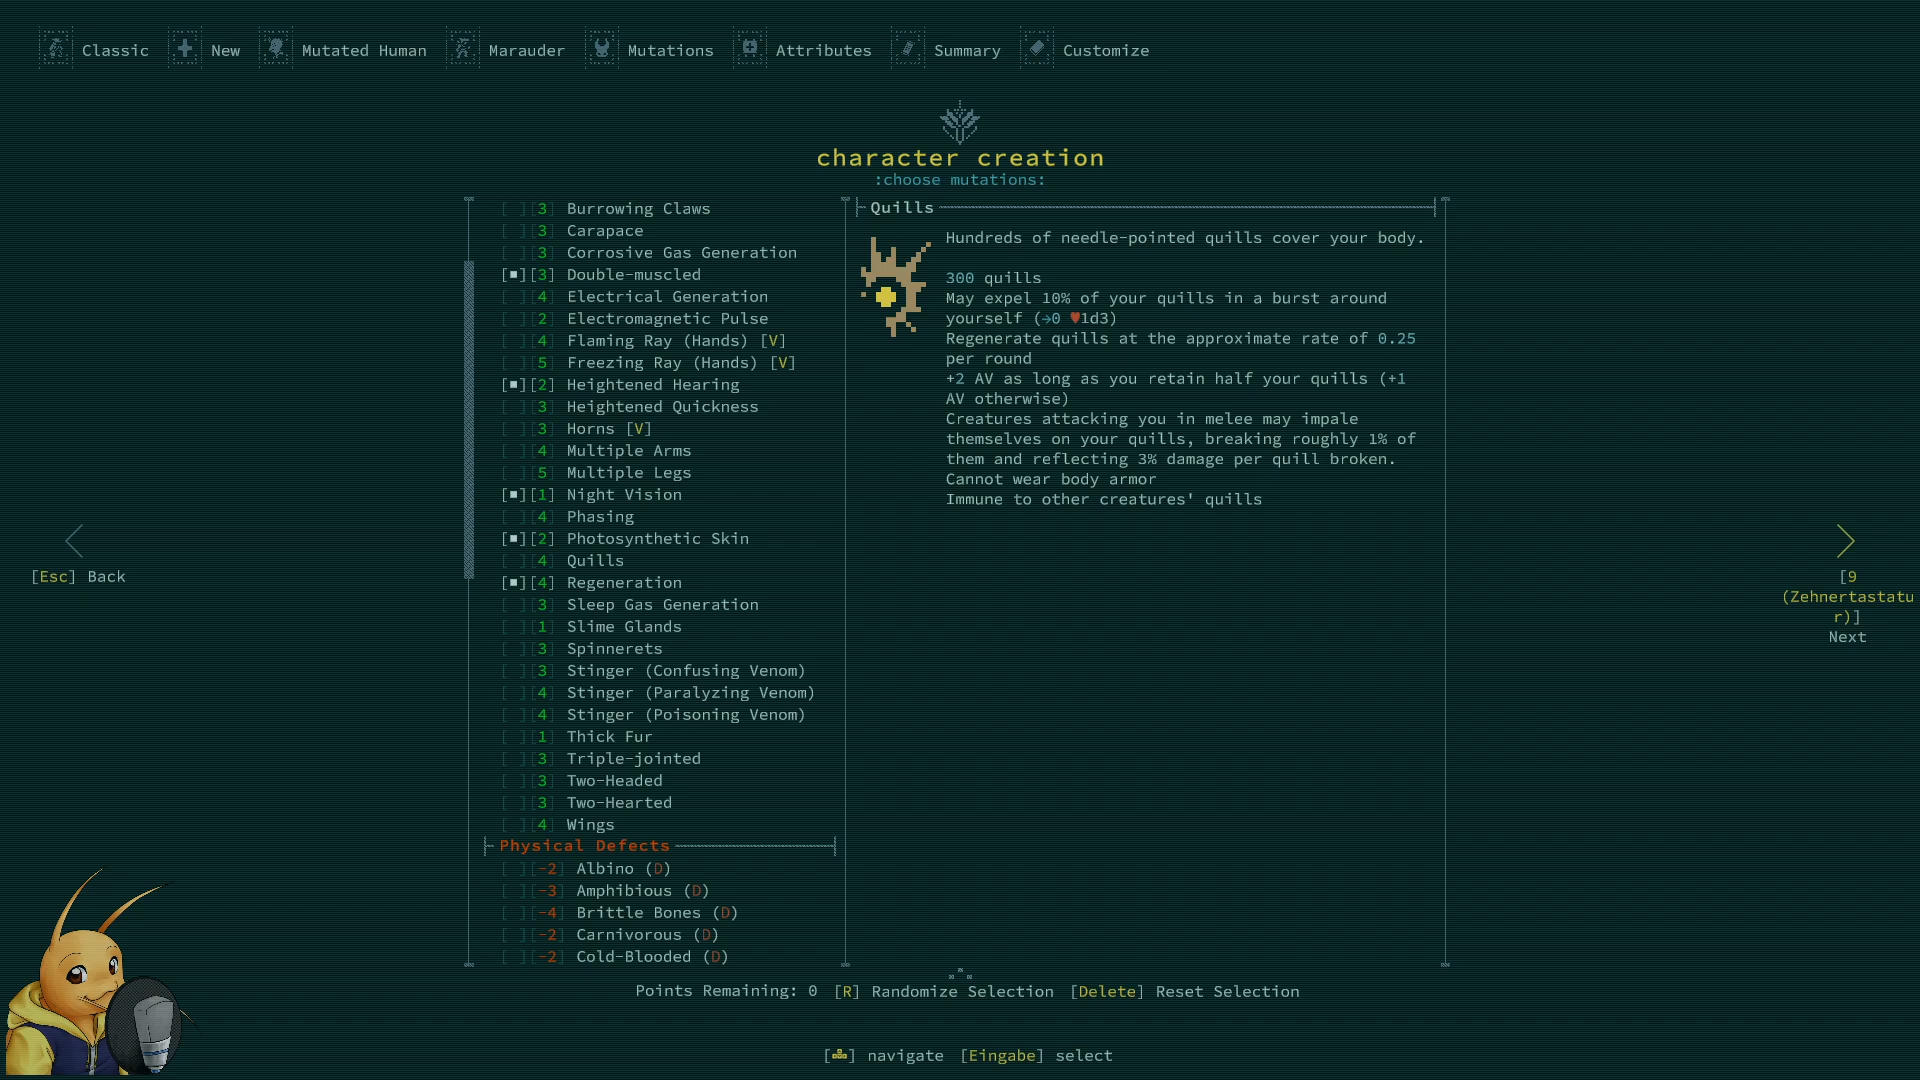 Classic New Mutated Human Marauder Mutations Attributes Summary Customize
character creation
:choose mutations:
[ ][3] Burrowing Claws
[ ][3] Carapace
[ ][3] Corrosive Gas Generation
[■][3] Double-muscled
[ ][4] Electrical Generation
[ ][2] Electromagnetic Pulse
[ ][4] Flaming Ray (Hands) [V]
[ ][5] Freezing Ray (Hands) [V]
[■][2] Heightened Hearing
[ ][3] Heightened Quickness
[ ][3] Horns [V]
[ ][4] Multiple Arms
[ ][5] Multiple Legs
[■][1] Night Vision
[ ][4] Phasing
[■][2] Photosynthetic Skin
[ ][4] Quills
[■][4] Regeneration
[ ][3] Sleep Gas Generation
[ ][1] Slime Glands
[ ][3] Spinnerets
[ ][3] Stinger (Confusing Venom)
[ ][4] Stinger (Paralyzing Venom)
[ ][4] Stinger (Poisoning Venom)
[ ][1] Thick Fur
[ ][3] Triple-jointed
[ ][3] Two-Headed
[ ][3] Two-Hearted
[ ][4] Wings
Physical Defects
[ ][-2] Albino (D)
[ ][-3] Amphibious (D)
[ ][-4] Brittle Bones (D)
[ ][-2] Carnivorous (D)
[ ][-2] Cold-Blooded (D)
Quills
Hundreds of needle-pointed quills cover your body.
300 quills
May expel 10% of your quills in a burst around
yourself (→0 ♥1d3)
Regenerate quills at the approximate rate of 0.25
per round
+2 AV as long as you retain half your quills (+1
AV otherwise)
Creatures attacking you in melee may impale
themselves on your quills, breaking roughly 1% of
them and reflecting 3% damage per quill broken.
Cannot wear body armor
Immune to other creatures' quills
[Esc] Back
[9
(Zehnertastatu
r)]
Next
Points Remaining: 0 [R] Randomize Selection [Delete] Reset Selection
navigate [Eingabe] select